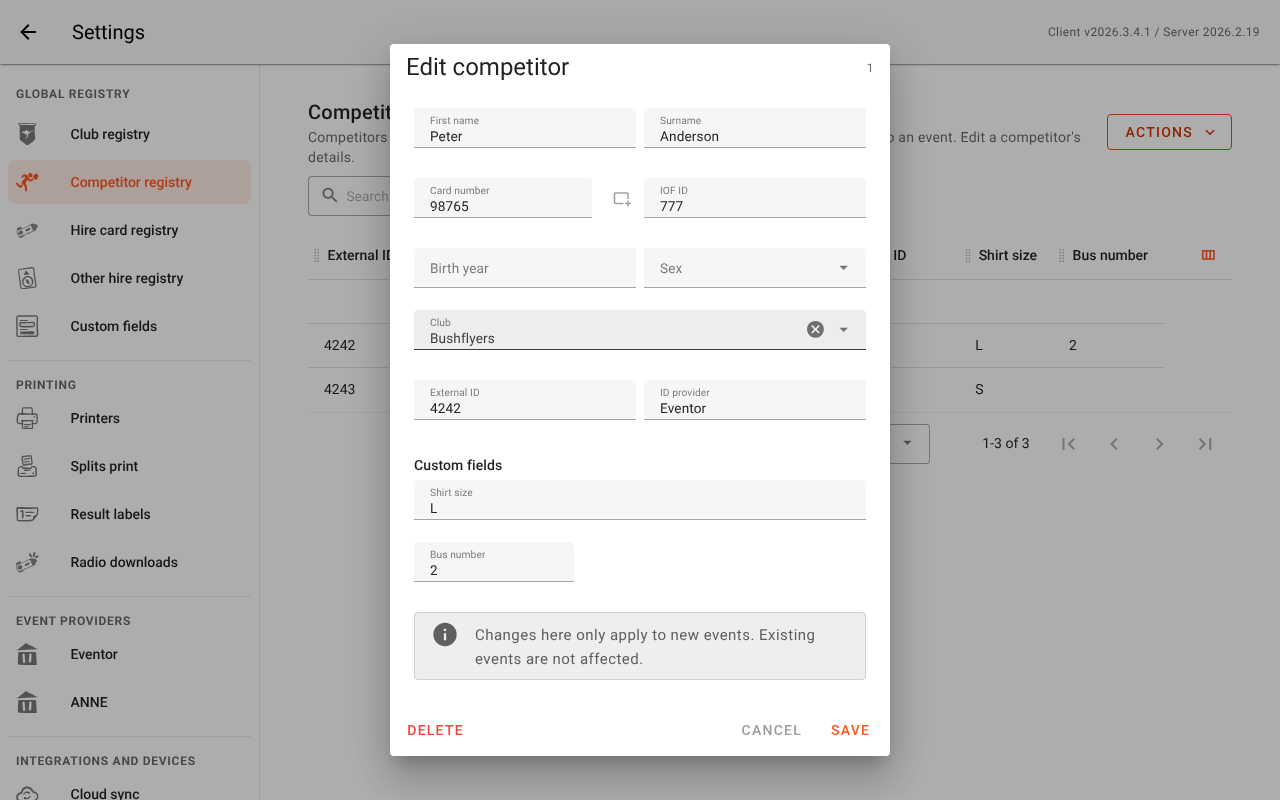 Settings
Client v2026.3.4.1 / Server 2026.2.19
GLOBAL REGISTRY
Club registry
Competitor registry
Hire card registry
Other hire registry
Custom fields
PRINTING
Printers
Splits print
Result labels
Radio downloads
EVENT PROVIDERS
Eventor
ANNE
INTEGRATIONS AND DEVICES
Cloud sync
Competit
Competitors
o an event. Edit a competitor's
details.
ACTIONS
Search
External ID
ID
Shirt size
Bus number
4242
L
2
4243
S
1-3 of 3
Edit competitor
1
First name
Peter
Surname
Anderson
Card number
98765
IOF ID
777
Birth year
Sex
Club
Bushflyers
External ID
4242
ID provider
Eventor
Custom fields
Shirt size
L
Bus number
2
Changes here only apply to new events. Existing
events are not affected.
DELETE
CANCEL
SAVE